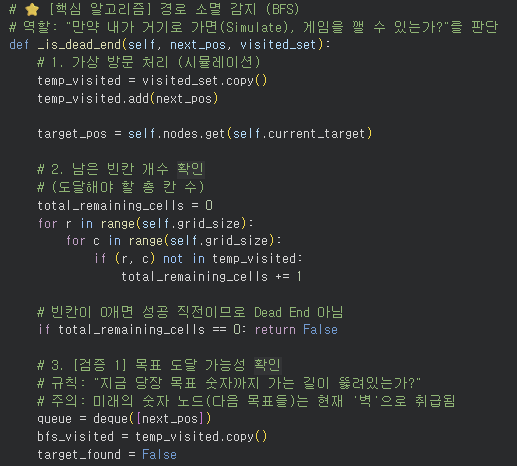 # ⭐ [핵심 알고리즘] 경로 소멸 감지 (BFS)
# 역할: "만약 내가 거기로 가면(Simulate), 게임을 깰 수 있는가?"를 판단
def _is_dead_end(self, next_pos, visited_set):
    # 1. 가상 방문 처리 (시뮬레이션)
    temp_visited = visited_set.copy()
    temp_visited.add(next_pos)

    target_pos = self.nodes.get(self.current_target)

    # 2. 남은 빈칸 개수 확인
    # (도달해야 할 총 칸 수)
    total_remaining_cells = 0
    for r in range(self.grid_size):
        for c in range(self.grid_size):
            if (r, c) not in temp_visited:
                total_remaining_cells += 1

    # 빈칸이 0개면 성공 직전이므로 Dead End 아님
    if total_remaining_cells == 0: return False

    # 3. [검증 1] 목표 도달 가능성 확인
    # 규칙: "지금 당장 목표 숫자까지 가는 길이 뚫려있는가?"
    # 주의: 미래의 숫자 노드(다음 목표들)는 현재 '벽'으로 취급됨
    queue = deque([next_pos])
    bfs_visited = temp_visited.copy()
    target_found = False